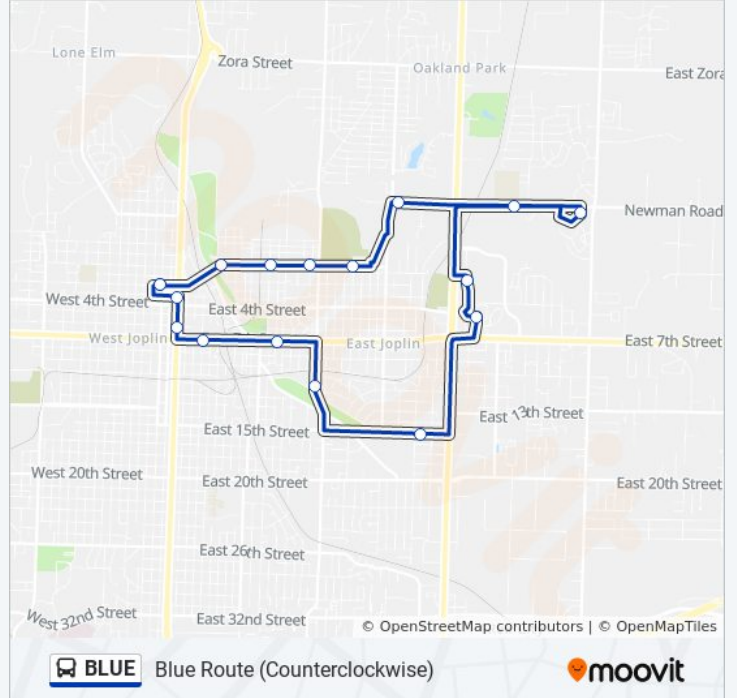 Lone Elm
Zora Street
Oakland Park
East Zora
Newman Road
West 4th Street
East 4th Street
West Joplin
East Joplin
East 7th Street
East 13th Street
East 15th Street
West 20th Street
East 20th Street
East 20th Street
East 26th Street
West 32nd Street
East 32nd Street
© OpenStreetMap contributors | © OpenMapTiles
BLUE Blue Route (Counterclockwise)
moovit